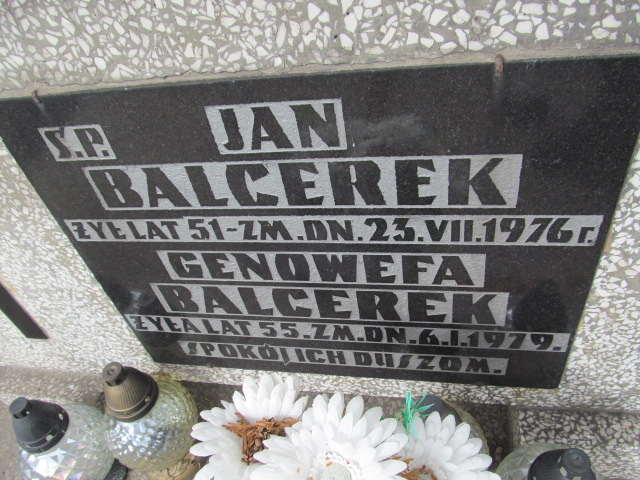 Ś.P. JAN
BALCEREK
ŻYŁ LAT 51-ZM.DN.23.VII.1976r.
GENOWEFA
BALCEREK
ŻYŁA LAT 55.ZM.DN.6.I.1979.
SPOKÓJ ICH DUSZOM.